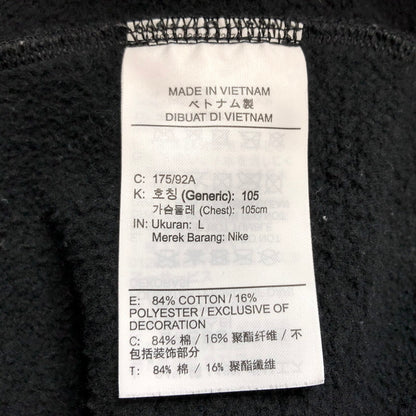 MADE IN VIETNAM
ベトナム製
DIBUAT DI VIETNAM
C: 175/92A
K: 호칭 (Generic): 105
가슴둘레 (Chest): 105cm
IN: Ukuran: L
Merek Barang: Nike
E: 84% COTTON / 16%
POLYESTER / EXCLUSIVE OF
DECORATION
C: 84% 棉 / 16% 聚酯纤维 / 不
包括装饰部分
T: 84% 棉 / 16% 聚酯纖維